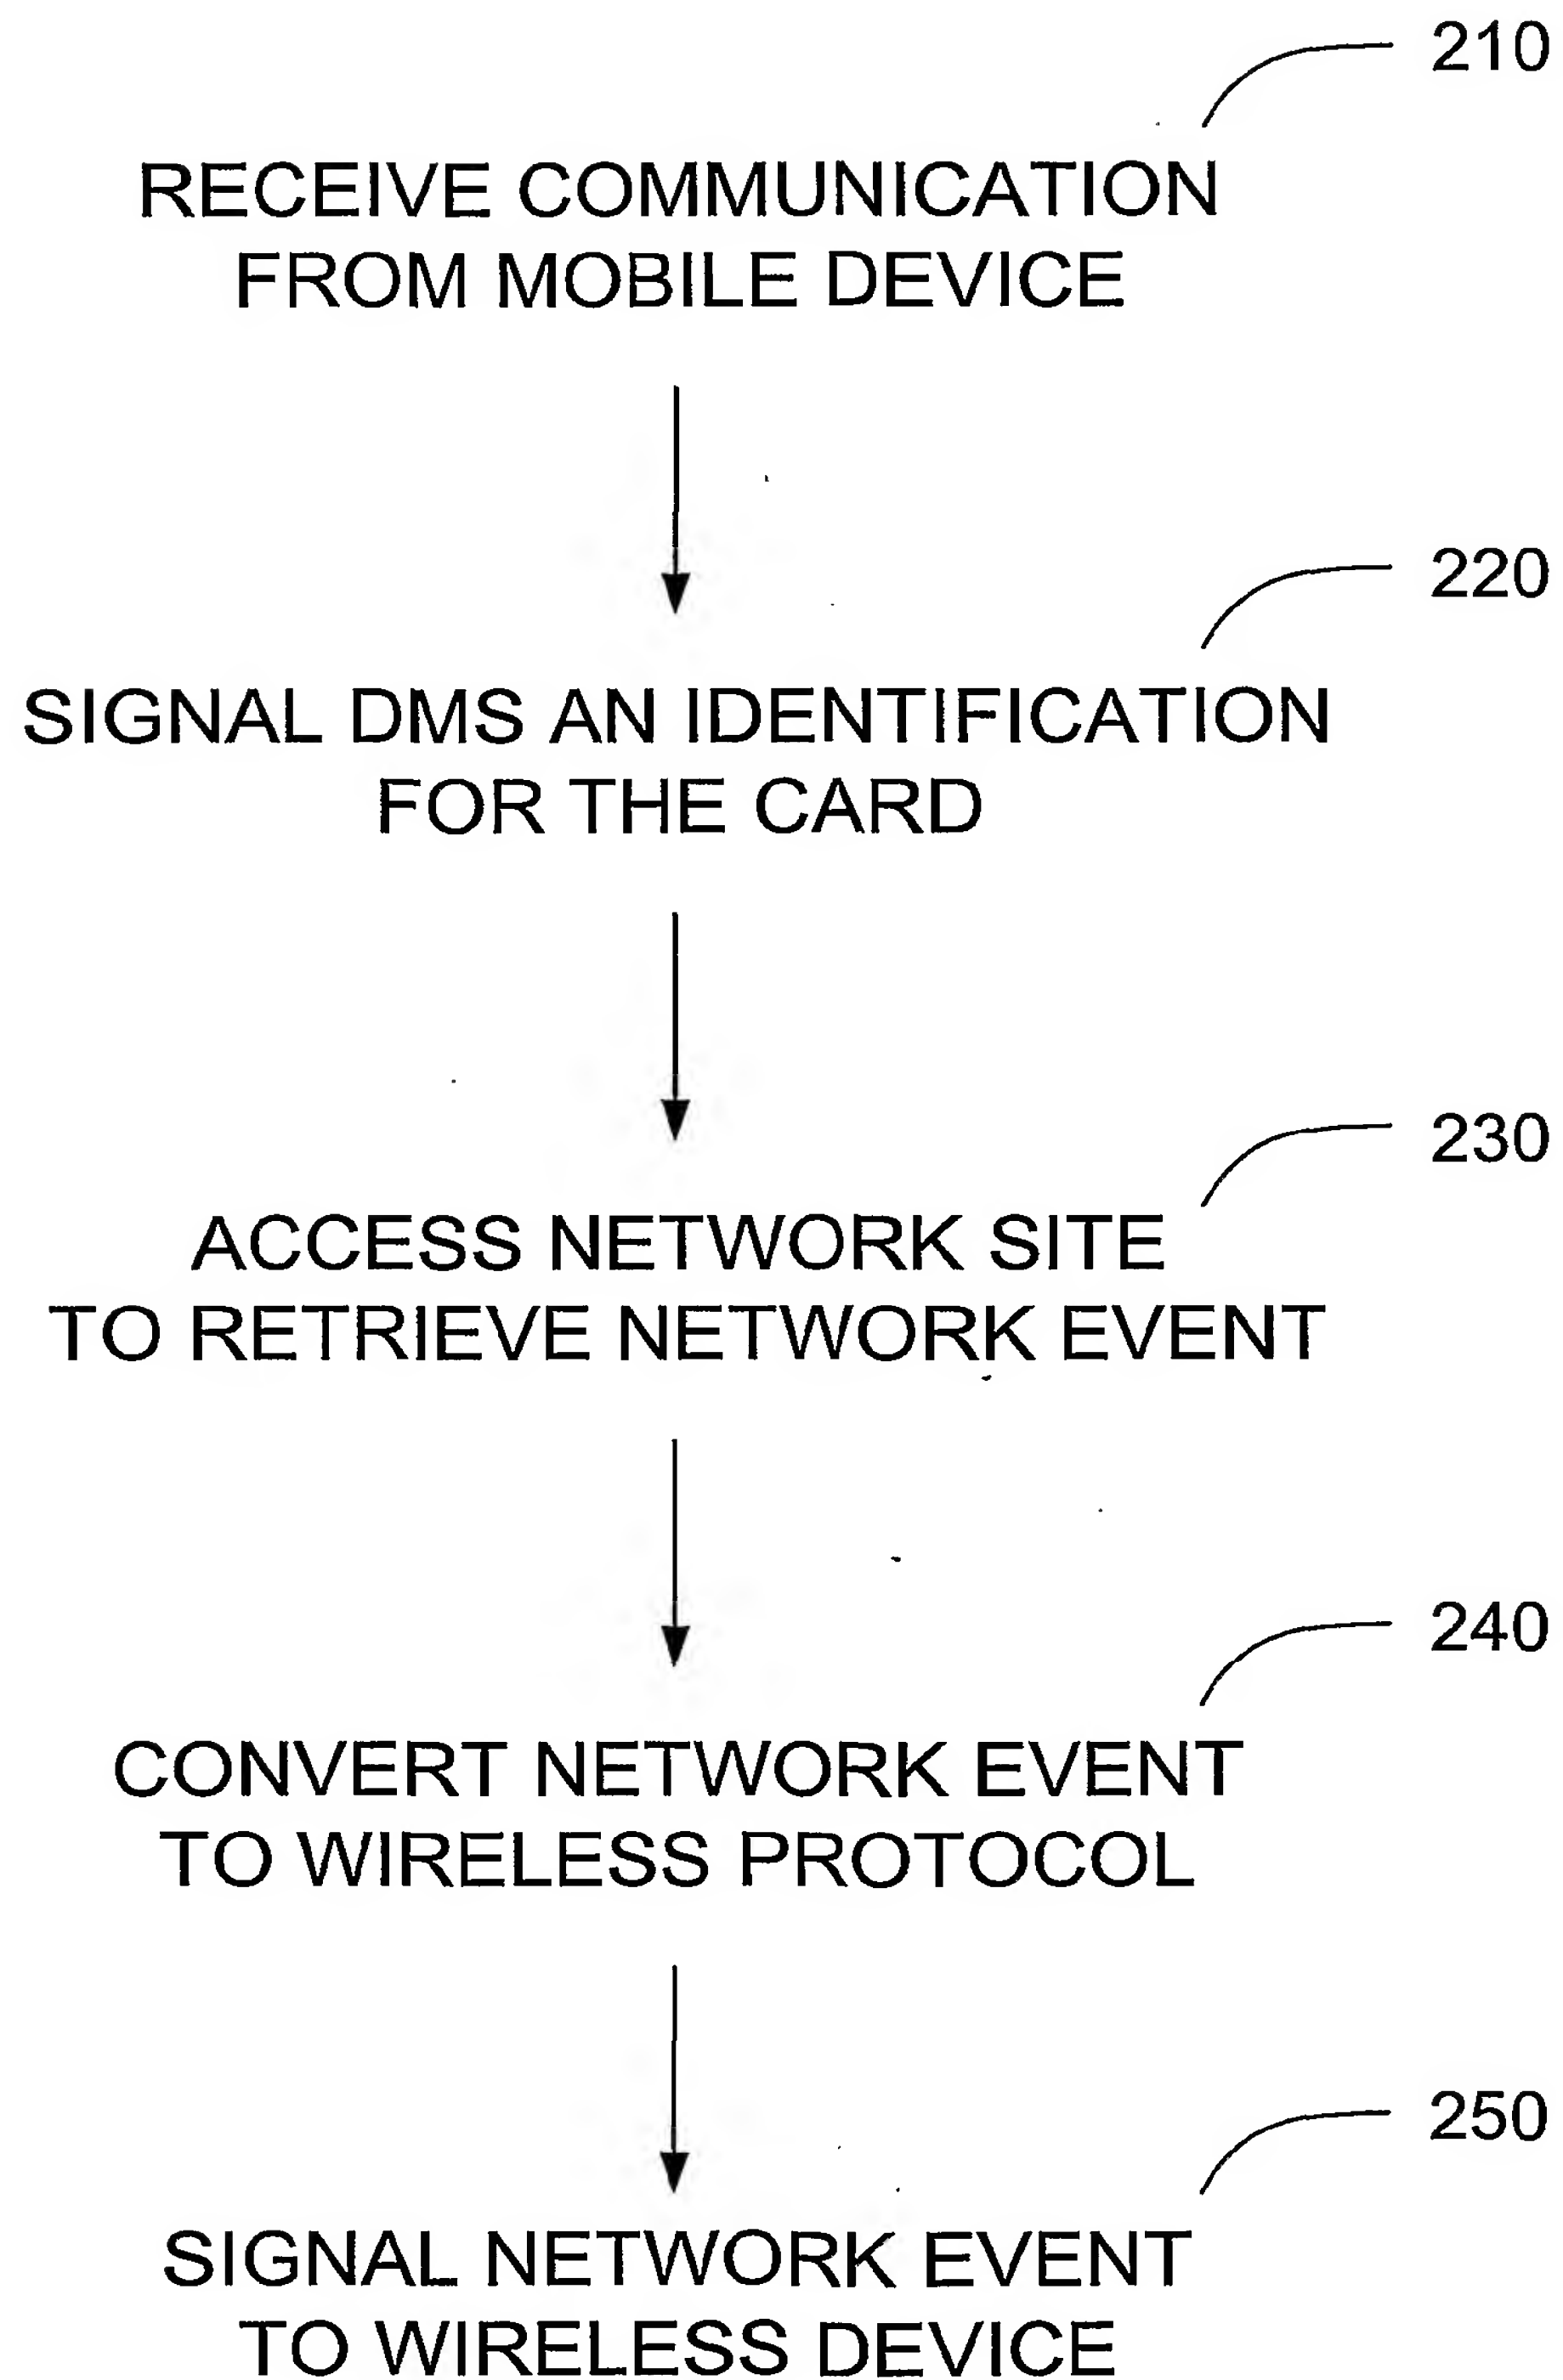 210
RECEIVE COMMUNICATION
FROM MOBILE DEVICE
220
SIGNAL DMS AN IDENTIFICATION
FOR THE CARD
230
ACCESS NETWORK SITE
TO RETRIEVE NETWORK EVENT
240
CONVERT NETWORK EVENT
TO WIRELESS PROTOCOL
250
SIGNAL NETWORK EVENT
TO WIRELESS DEVICE